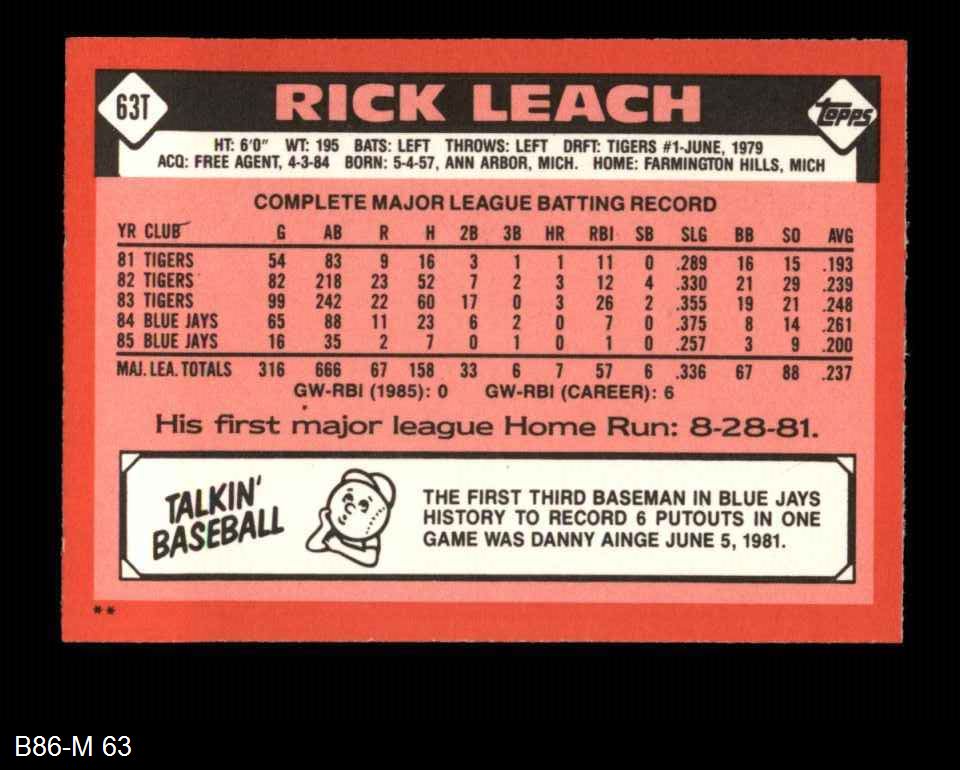 63T
RICK LEACH
topps
HT: 6'0" WT: 195 BATS: LEFT THROWS: LEFT DRFT: TIGERS #1-JUNE, 1979
ACQ: FREE AGENT, 4-3-84 BORN: 5-4-57, ANN ARBOR, MICH. HOME: FARMINGTON HILLS, MICH
COMPLETE MAJOR LEAGUE BATTING RECORD
YR CLUB G AB R H 2B 3B HR RBI SB SLG BB SO AVG
81 TIGERS 54 83 9 16 3 1 1 11 0 .289 16 15 .193
82 TIGERS 82 218 23 52 7 2 3 12 4 .330 21 29 .239
83 TIGERS 99 242 22 60 17 0 3 26 2 .355 19 21 .248
84 BLUE JAYS 65 88 11 23 6 2 0 7 0 .375 8 14 .261
85 BLUE JAYS 16 35 2 7 0 1 0 1 0 .257 3 9 .200
MAJ. LEA. TOTALS 316 666 67 158 33 6 7 57 6 .336 67 88 .237
GW-RBI (1985): 0 GW-RBI (CAREER): 6
His first major league Home Run: 8-28-81.
TALKIN'
BASEBALL
THE FIRST THIRD BASEMAN IN BLUE JAYS
HISTORY TO RECORD 6 PUTOUTS IN ONE
GAME WAS DANNY AINGE JUNE 5, 1981.
**
B86-M 63